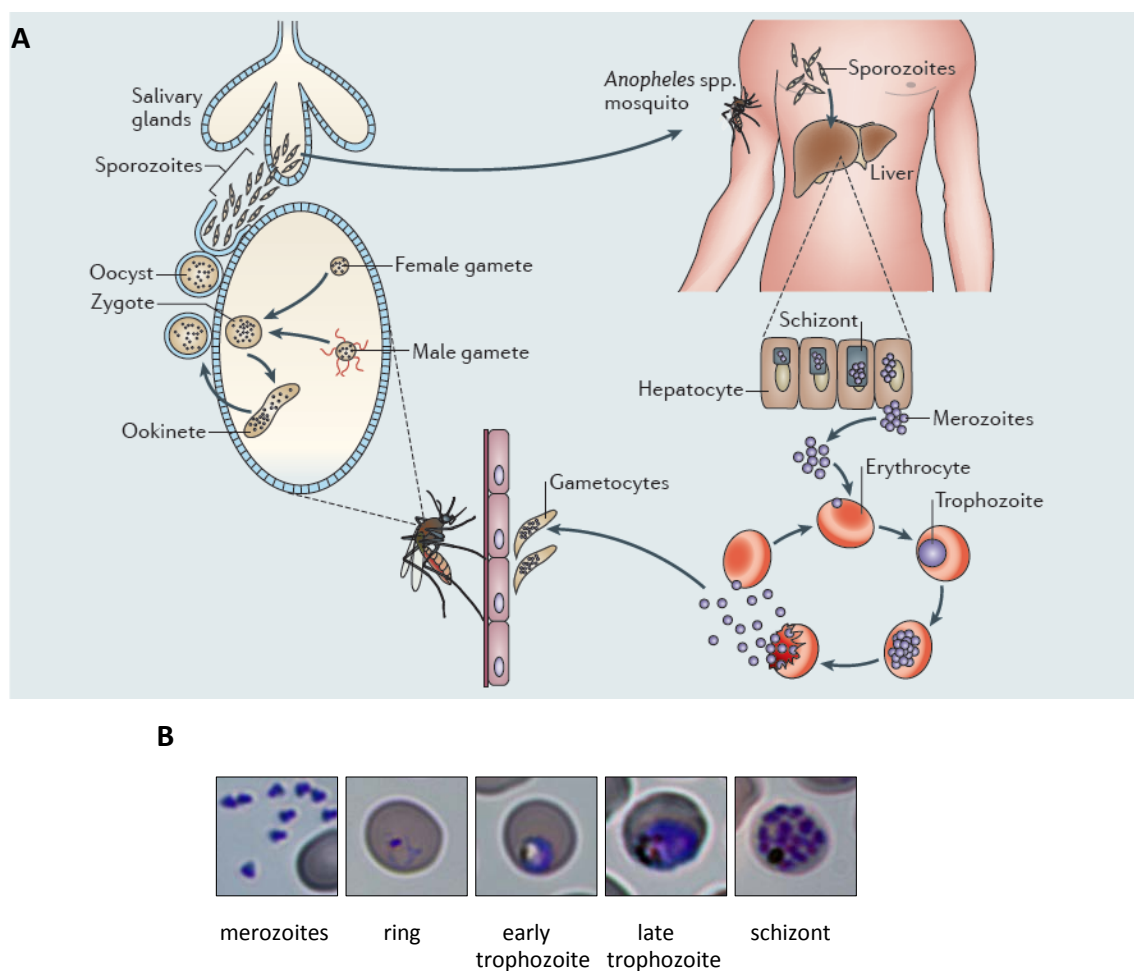 A
Salivary
glands
Sporozoites
Oocyst
Zygote
Ookinete
Female gamete
Male gamete
Anopheles spp.
mosquito
Sporozoites
Liver
Schizont
Hepatocyte
Merozoites
Erythrocyte
Trophozoite
Gametocytes
B
merozoites
ring
early
trophozoite
late
trophozoite
schizont